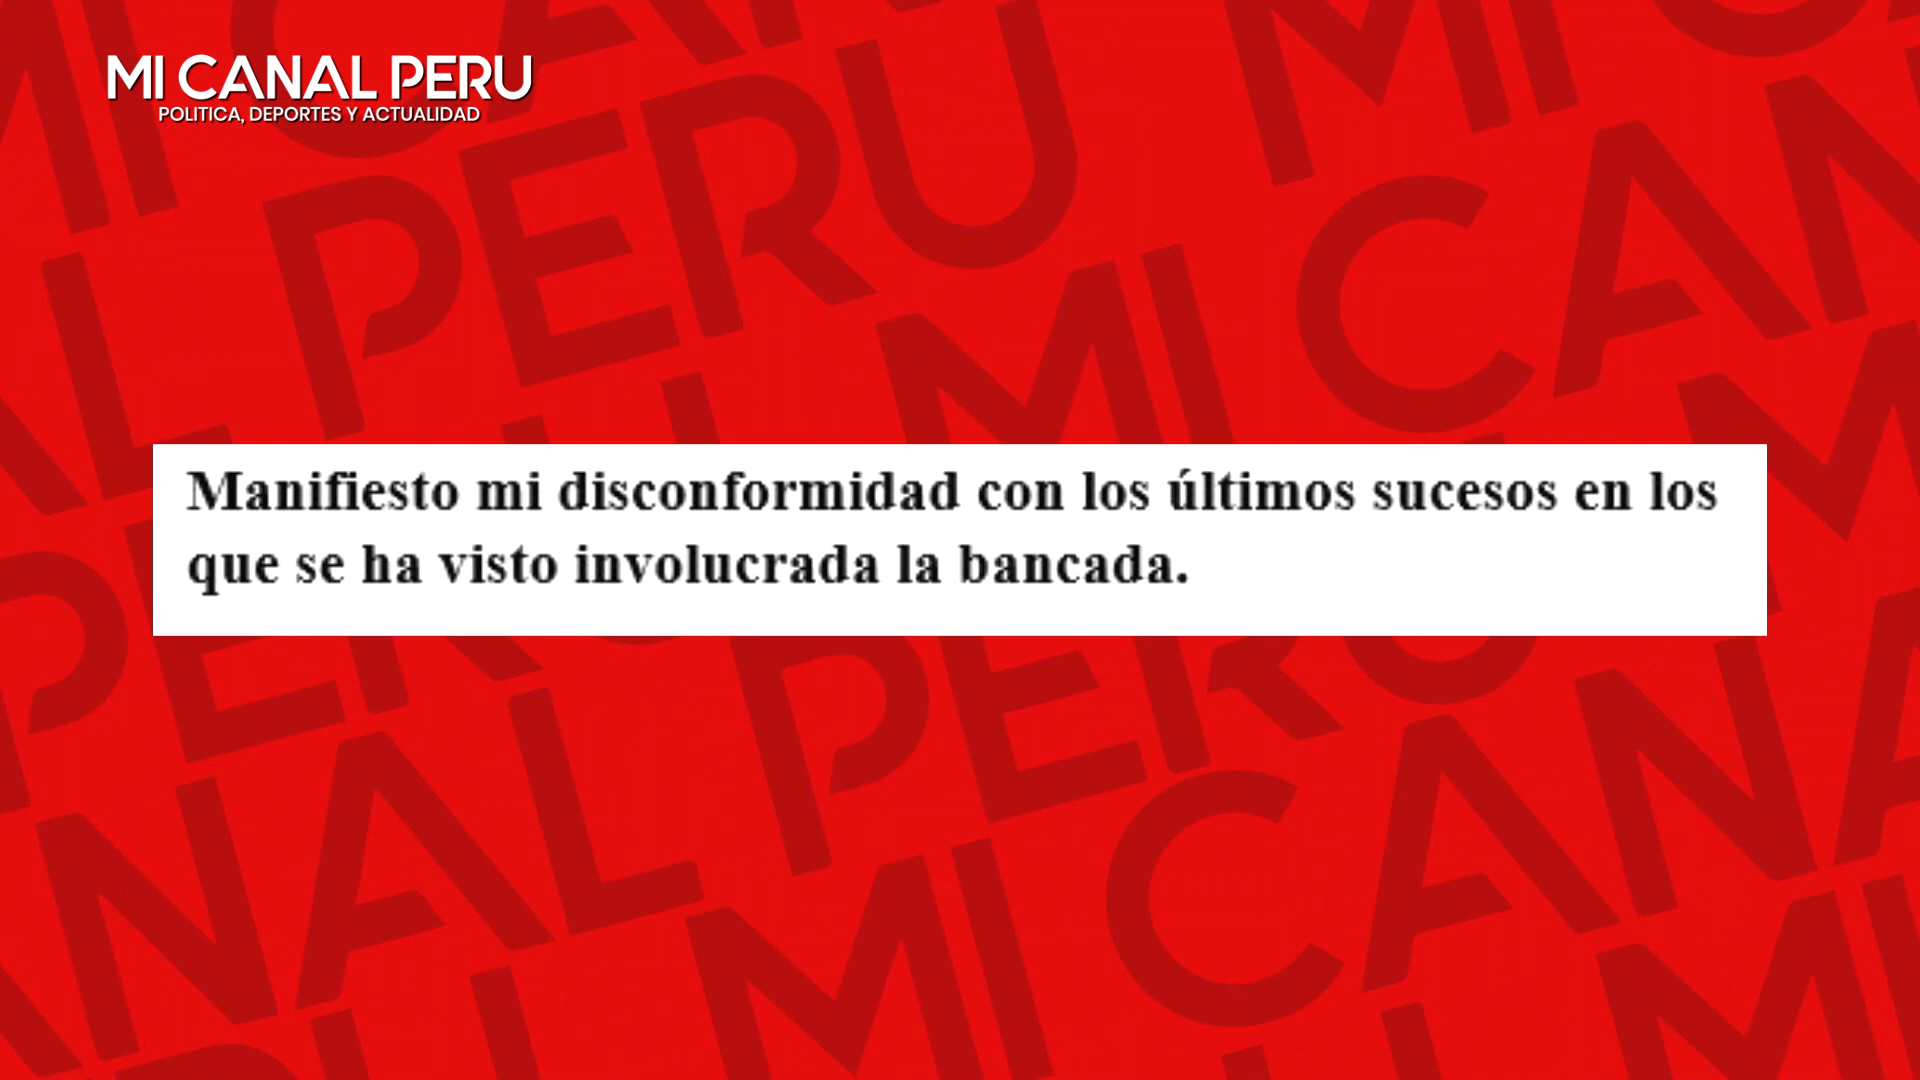 MI CANAL PERU
POLITICA, DEPORTES Y ACTUALIDAD
Manifiesto mi disconformidad con los últimos sucesos en los
que se ha visto involucrada la bancada.